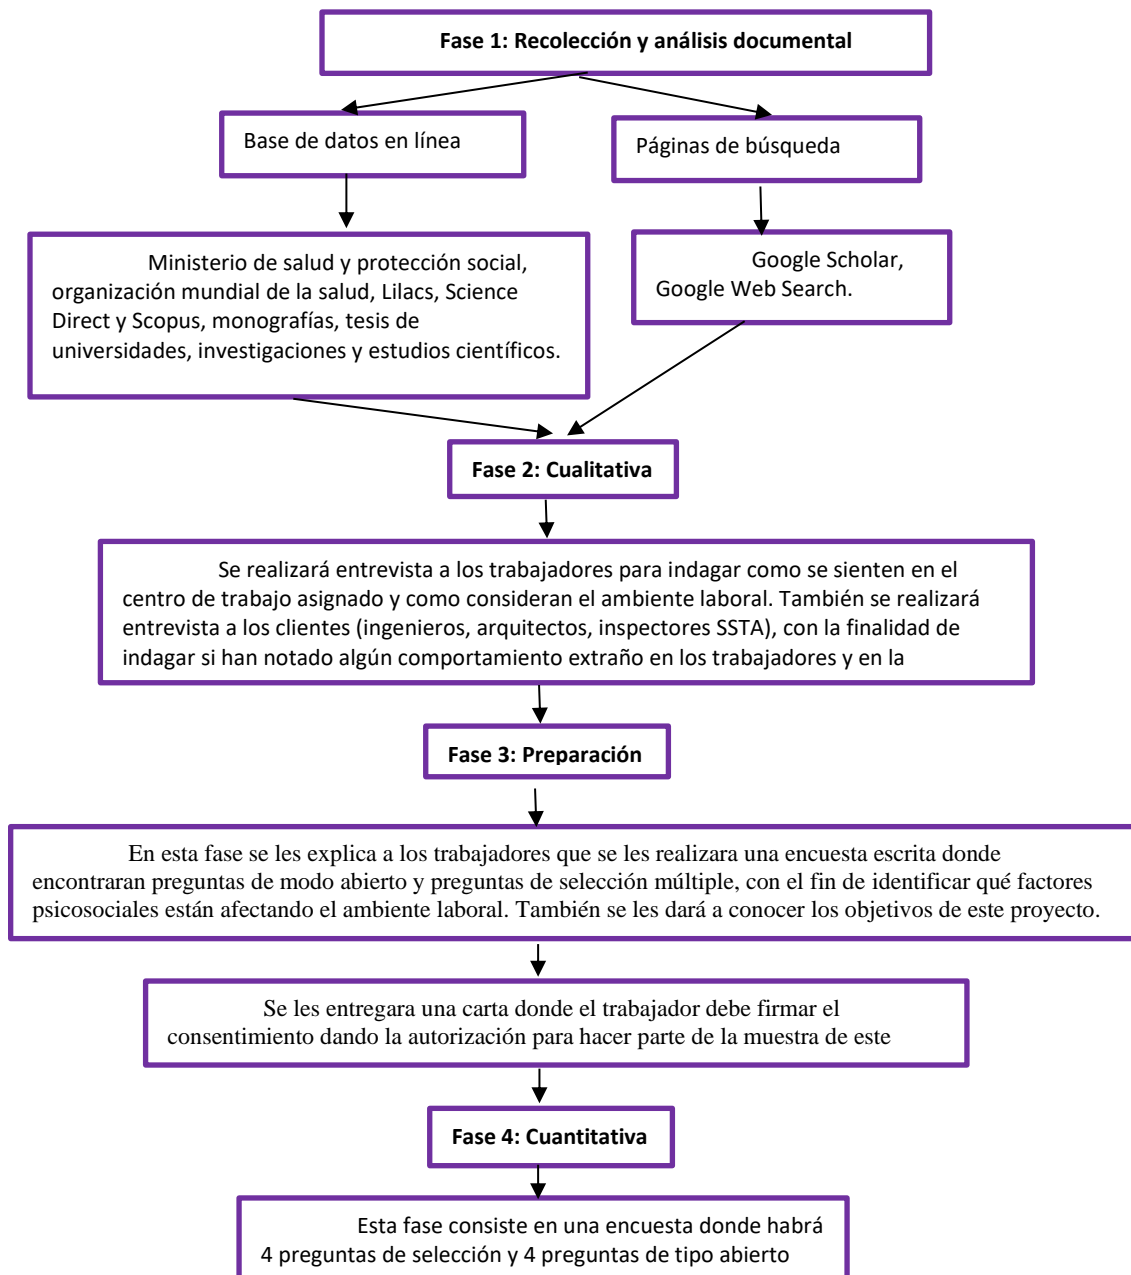 Fase 1: Recolección y análisis documental
Base de datos en línea
Páginas de búsqueda
Ministerio de salud y protección social,
organización mundial de la salud, Lilacs, Science
Direct y Scopus, monografías, tesis de
universidades, investigaciones y estudios científicos.
Google Scholar,
Google Web Search.
Fase 2: Cualitativa
Se realizará entrevista a los trabajadores para indagar como se sienten en el
centro de trabajo asignado y como consideran el ambiente laboral. También se realizará
entrevista a los clientes (ingenieros, arquitectos, inspectores SSTA), con la finalidad de
indagar si han notado algún comportamiento extraño en los trabajadores y en la
Fase 3: Preparación
En esta fase se les explica a los trabajadores que se les realizara una encuesta escrita donde
encontraran preguntas de modo abierto y preguntas de selección múltiple, con el fin de identificar qué factores
psicosociales están afectando el ambiente laboral. También se les dará a conocer los objetivos de este proyecto.
Se les entregara una carta donde el trabajador debe firmar el
consentimiento dando la autorización para hacer parte de la muestra de este
Fase 4: Cuantitativa
Esta fase consiste en una encuesta donde habrá
4 preguntas de selección y 4 preguntas de tipo abierto